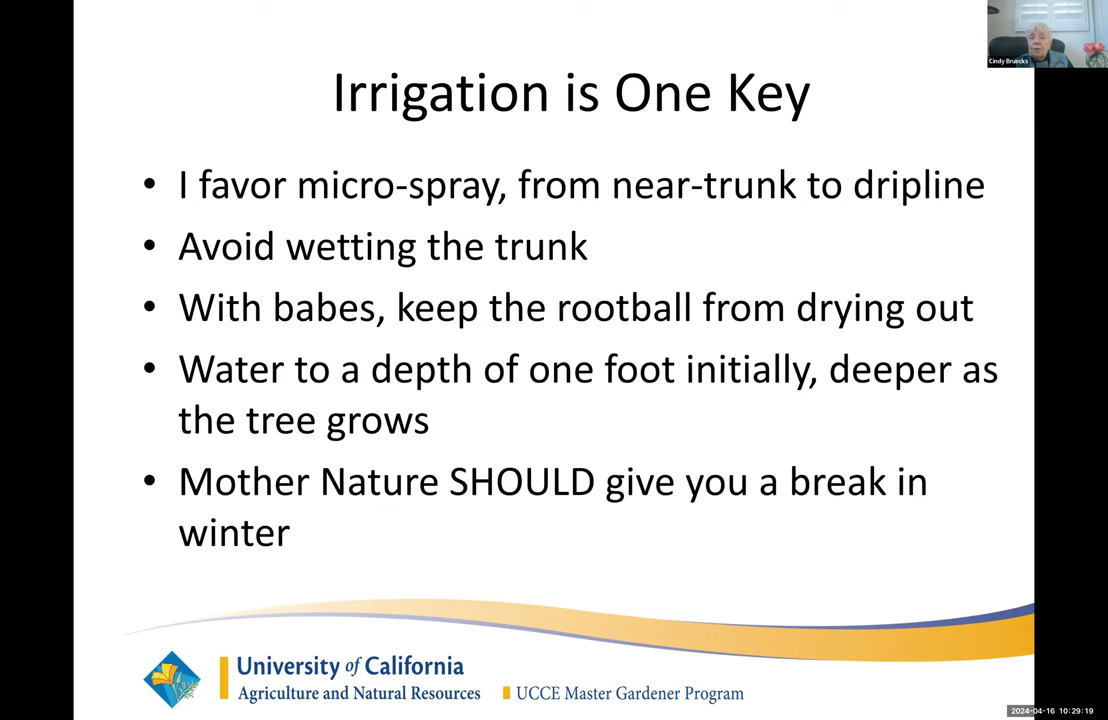 Cindy Bruecks
Irrigation is One Key
• I favor micro-spray, from near-trunk to dripline
• Avoid wetting the trunk
• With babes, keep the rootball from drying out
• Water to a depth of one foot initially, deeper as
the tree grows
• Mother Nature SHOULD give you a break in
winter
University of California
Agriculture and Natural Resources
UCCE Master Gardener Program
2024-04-16 10:29:19